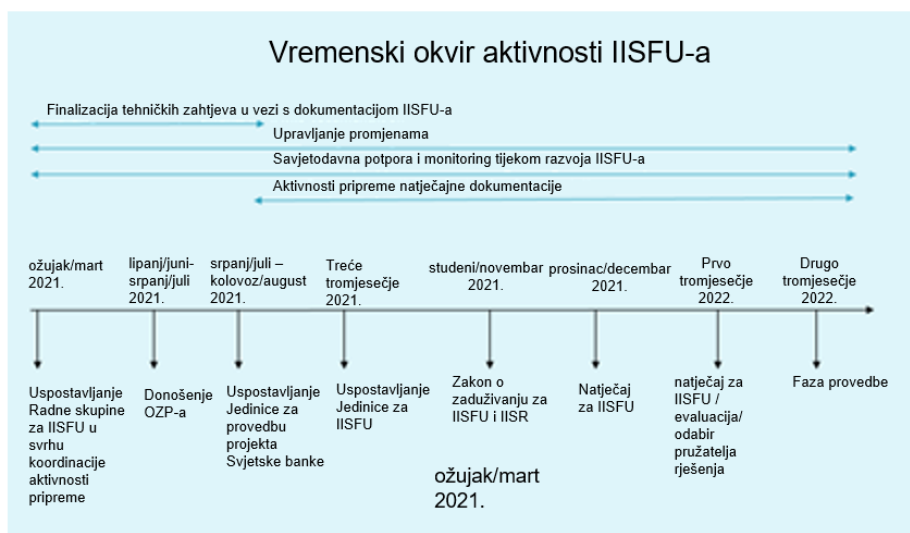 Vremenski okvir aktivnosti IISFU-a
Finalizacija tehničkih zahtjeva u vezi s dokumentacijom IISFU-a
Upravljanje promjenama
Savjetodavna potpora i monitoring tijekom razvoja IISFU-a
Aktivnosti pripreme natječajne dokumentacije
ožujak/mart
2021.
lipanj/juni-
srpanj/juli
2021.
srpanj/juli –
kolovoz/august
2021.
Treće
tromjesečje
2021.
studeni/novembar
2021.
prosinac/decembar
2021.
Prvo
tromjesečje
2022.
Drugo
tromjesečje
2022.
Uspostavljanje
Radne skupine
za IISFU u
svrhu
koordinacije
aktivnosti
pripreme
Donošenje
OZP-a
Uspostavljanje
Jedinice za
provedbu
projekta
Svjetske banke
Uspostavljanje
Jedinice za
IISFU
Zakon o
zaduživanju za
IISFU i IISR
Natječaj
za IISFU
natječaj za
IISFU /
evaluacija/
odabir
pružatelja
rješenja
Faza provedbe
ožujak/mart
2021.